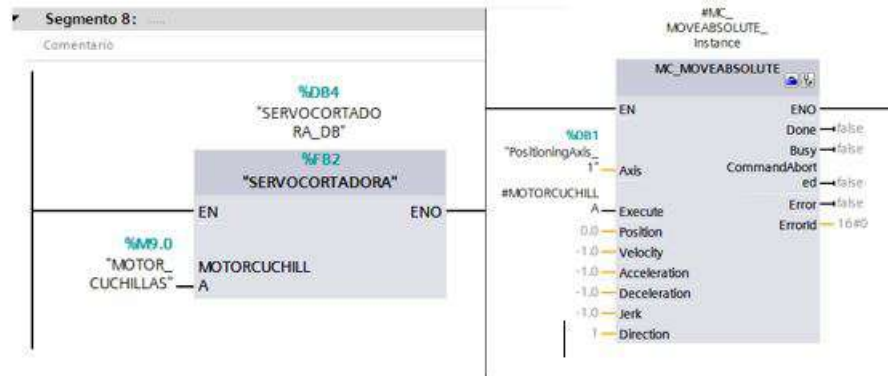 Segmento 8:
Comentario
%DB4
"SERVOCORTADO
RA_DB"
%FB2
"SERVOCORTADORA"
EN
ENO
%M9.0
"MOTOR_
CUCHILLAS"
MOTORCUCHILL
A
#MC_
MOVEABSOLUTE_
Instance
MC_MOVEABSOLUTE
EN
ENO
Done
false
%DB1
"PositioningAxis_
1"
Axis
Busy
false
CommandAbort
ed
false
#MOTORCUCHILL
A
Execute
Error
false
0.0
Position
ErrorId
16#0
-1.0
Velocity
-1.0
Acceleration
-1.0
Deceleration
-1.0
Jerk
1
Direction